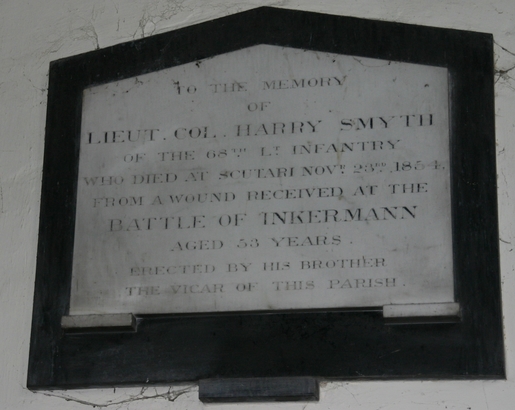 TO THE MEMORY
OF
LIEUT. COL. HARRY SMYTH
OF THE 68TH LT INFANTRY
WHO DIED AT SCUTARI NOVR 23RD 1854,
FROM A WOUND RECEIVED AT THE
BATTLE OF INKERMANN
AGED 53 YEARS.
ERECTED BY HIS BROTHER
THE VICAR OF THIS PARISH.